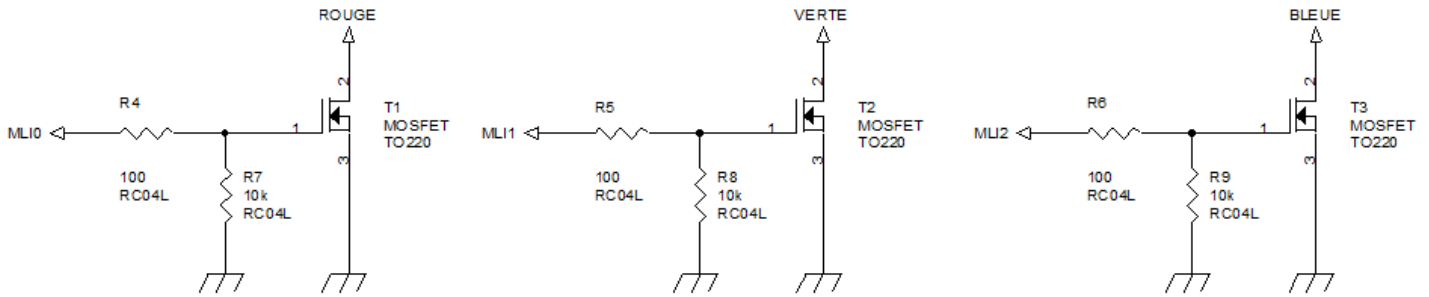 ROUGE
R4
MLI0
1
2
3
T1
MOSFET
TO220
100
RC04L
R7
10k
RC04L
VERTE
R5
MLI1
1
2
3
T2
MOSFET
TO220
100
RC04L
R8
10k
RC04L
BLEUE
R6
MLI2
1
2
3
T3
MOSFET
TO220
100
RC04L
R9
10k
RC04L